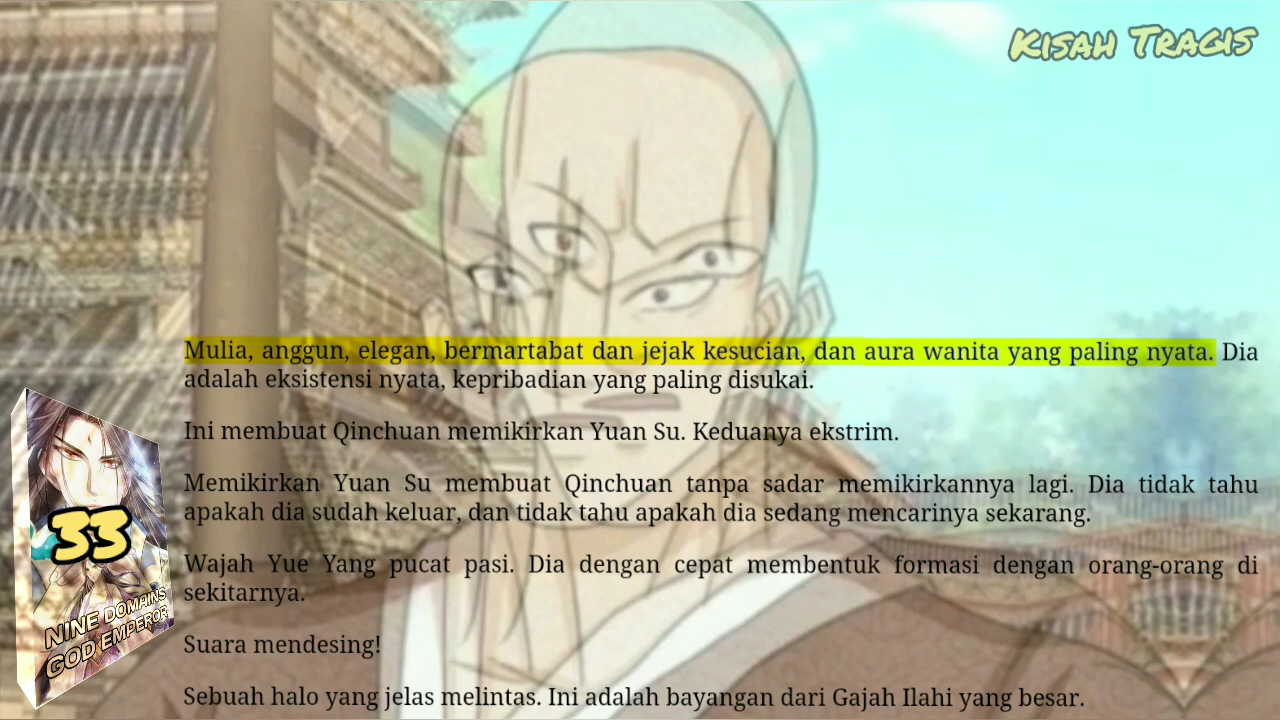 Kisah Tragis
Mulia, anggun, elegan, bermartabat dan jejak kesucian, dan aura wanita yang paling nyata. Dia
adalah eksistensi nyata, kepribadian yang paling disukai.
Ini membuat Qinchuan memikirkan Yuan Su. Keduanya ekstrim.
Memikirkan Yuan Su membuat Qinchuan tanpa sadar memikirkannya lagi. Dia tidak tahu
apakah dia sudah keluar, dan tidak tahu apakah dia sedang mencarinya sekarang.
Wajah Yue Yang pucat pasi. Dia dengan cepat membentuk formasi dengan orang-orang di
sekitarnya.
Suara mendesing!
Sebuah halo yang jelas melintas. Ini adalah bayangan dari Gajah Ilahi yang besar.
33
NINE DOMAINS
GOD EMPEROR